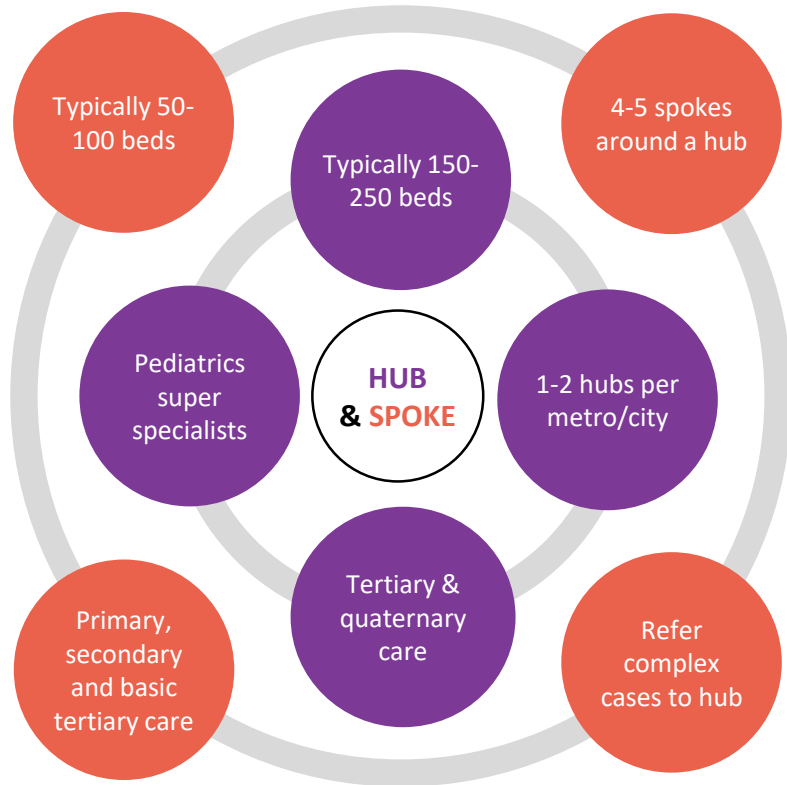 Typically 50-
100 beds
4-5 spokes
around a hub
Typically 150-
250 beds
Pediatrics
super
specialists
HUB
& SPOKE
1-2 hubs per
metro/city
Tertiary &
quaternary
care
Primary,
secondary
and basic
tertiary care
Refer
complex
cases to hub